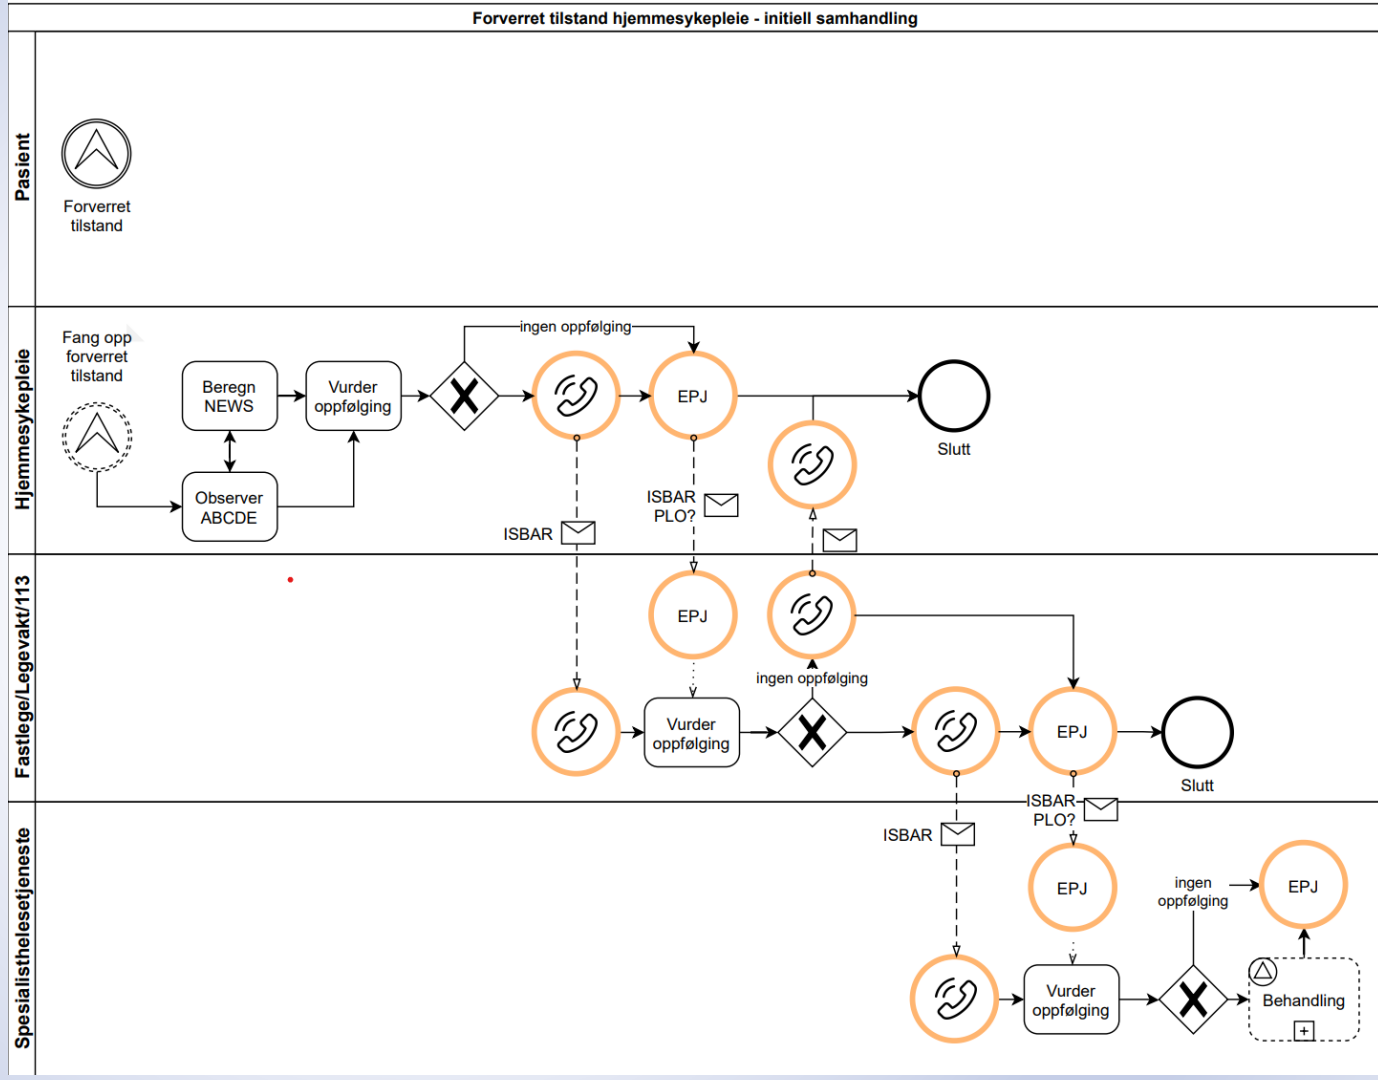 Forverret tilstand hjemmesykepleie - initiell samhandling
Pasient
Forverret
tilstand
Hjemmesykepleie
Fang opp
forverret
tilstand
Beregn
NEWS
Observer
ABCDE
Vurder
oppfølging
ingen oppfølging
EPJ
Slutt
ISBAR
ISBAR
PLO?
Fastlege/Legevakt/113
EPJ
Vurder
oppfølging
ingen oppfølging
EPJ
Slutt
ISBAR
ISBAR
PLO?
Spesialisthelesetjeneste
EPJ
Vurder
oppfølging
ingen
oppfølging
EPJ
Behandling